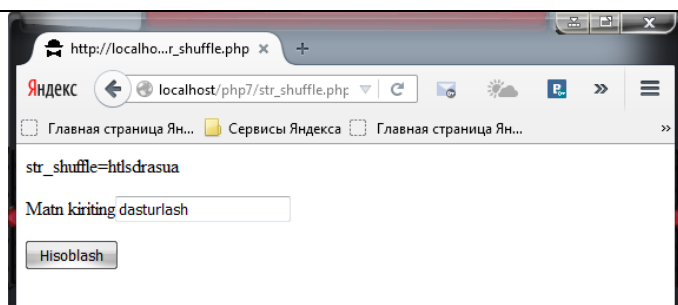 http://localho...r_shuffle.php × +
Яндекс localhost/php7/str_shuffle.php
Главная страница Ян... Сервисы Яндекса Главная страница Ян... »
str_shuffle=htlsdrasua
Matn kiriting dasturlash
Hisoblash